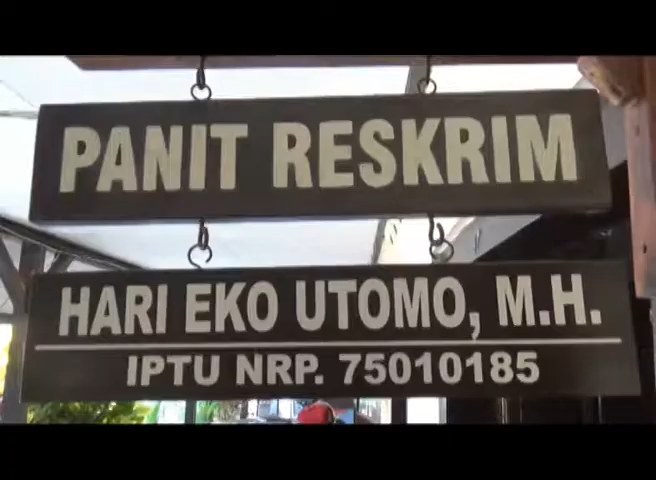 PANIT RESKRIM
HARI EKO UTOMO, M.H.
IPTU NRP. 75010185